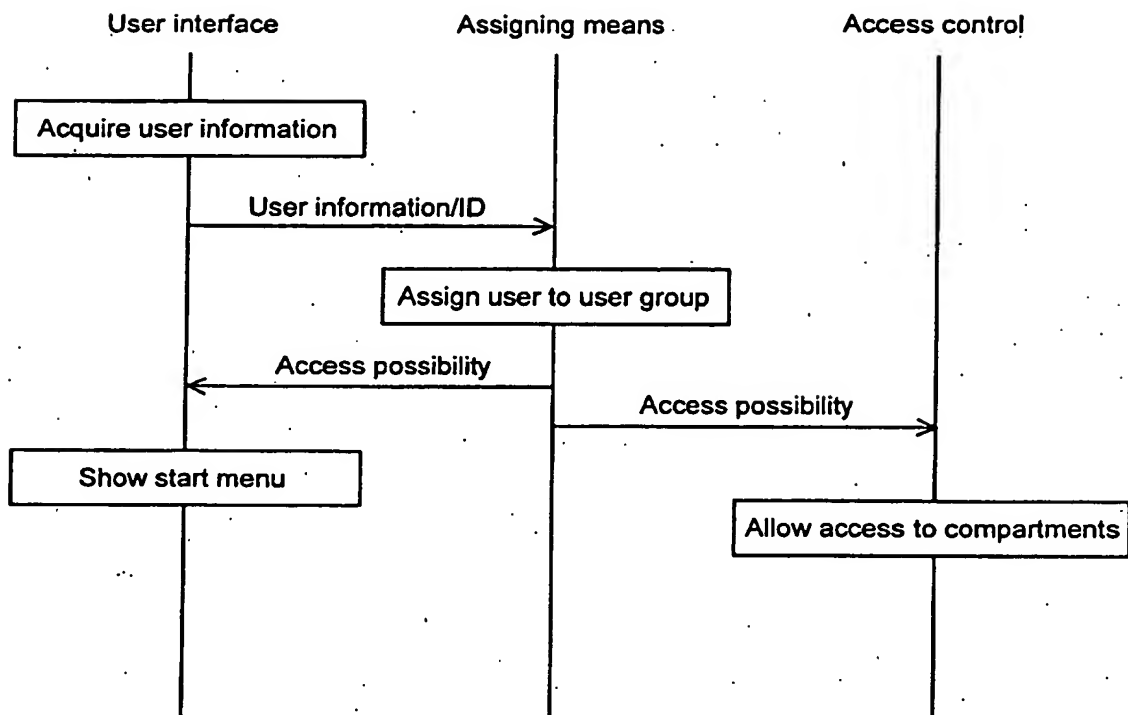 User interface
Assigning means
Access control
Acquire user information
User information/ID
Assign user to user group
Access possibility
Access possibility
Show start menu
Allow access to compartments